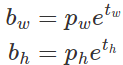 b_w = p_w e^{t_w}
b_h = p_h e^{t_h}